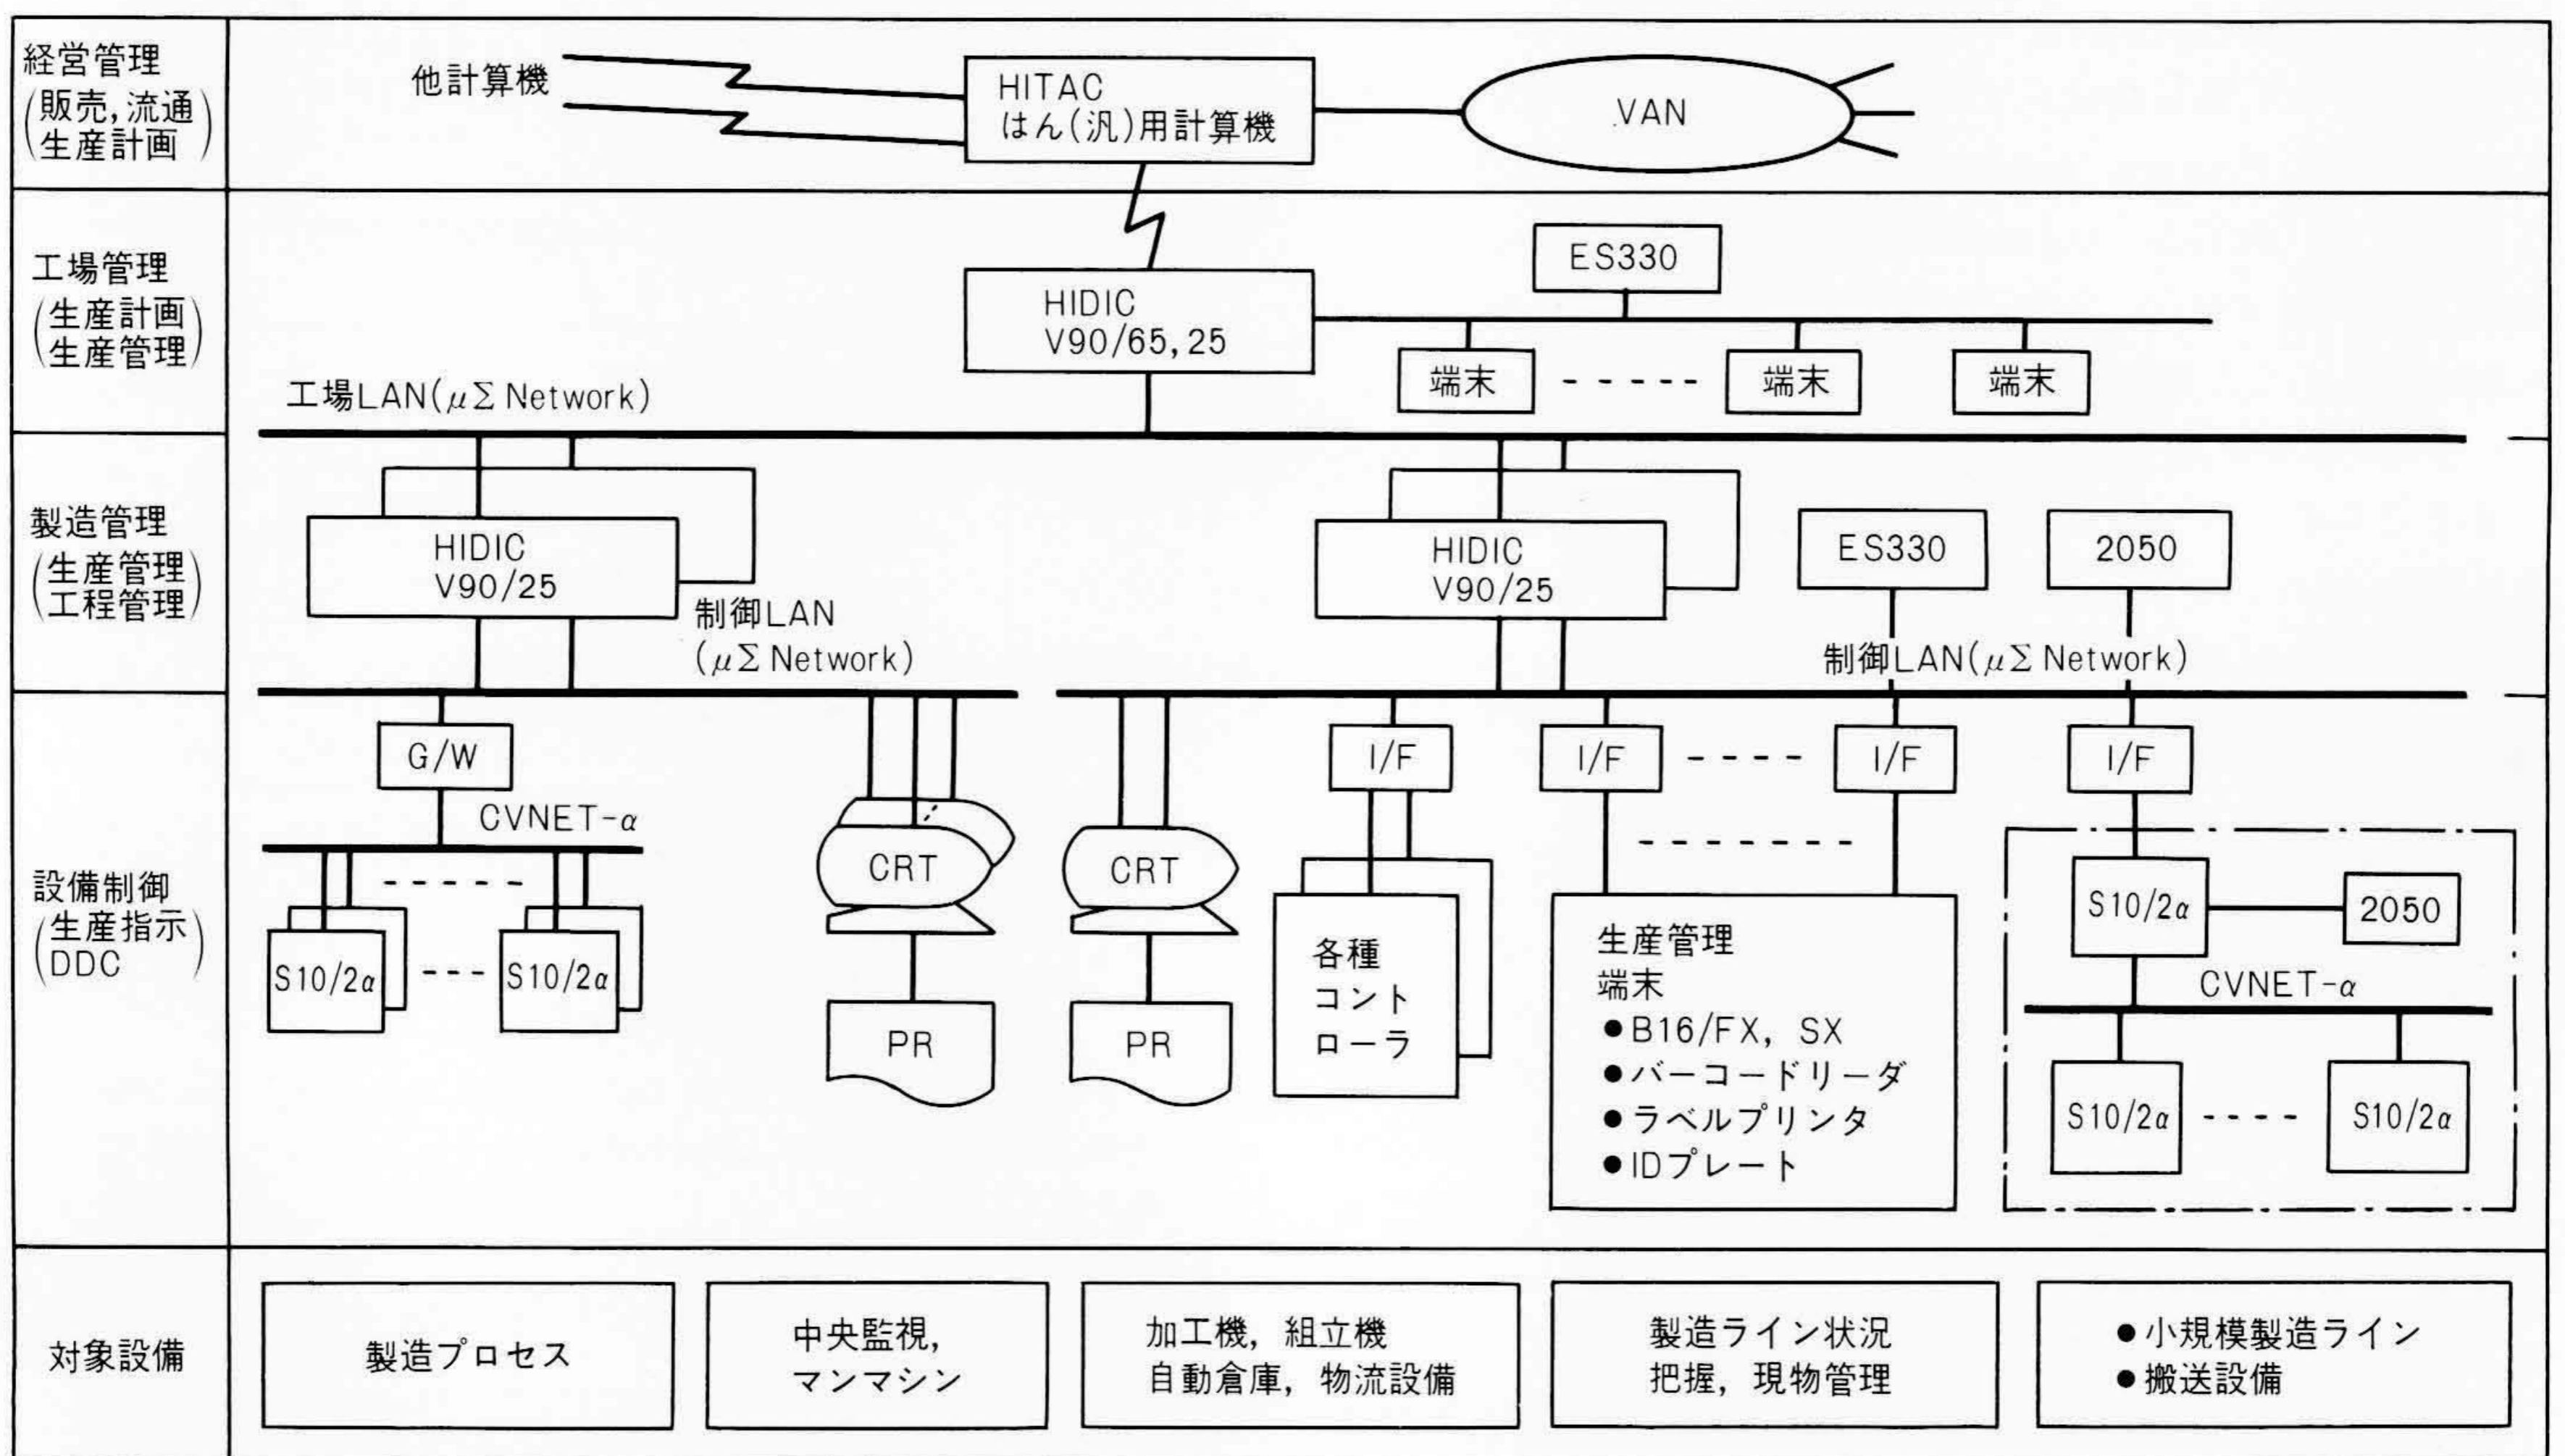 経営管理
(販売,流通
生産計画)
他計算機
HITAC
はん(汎)用計算機
VAN
工場管理
(生産計画
生産管理)
HIDIC
V90/65,25
ES330
端末 ----- 端末 端末
工場LAN(μΣ Network)
製造管理
(生産管理
工程管理)
HIDIC
V90/25
制御LAN
(μΣ Network)
HIDIC
V90/25
ES330
2050
制御LAN(μΣ Network)
設備制御
(生産指示
DDC)
G/W
CVNET-α
S10/2α --- S10/2α
CRT
PR
CRT
PR
I/F
各種
コント
ローラ
I/F ---- I/F
生産管理
端末
●B16/FX, SX
●バーコードリーダ
●ラベルプリンタ
●IDプレート
I/F
S10/2α
2050
CVNET-α
S10/2α ---- S10/2α
対象設備
製造プロセス
中央監視,
マンマシン
加工機, 組立機
自動倉庫, 物流設備
製造ライン状況
把握, 現物管理
●小規模製造ライン
●搬送設備